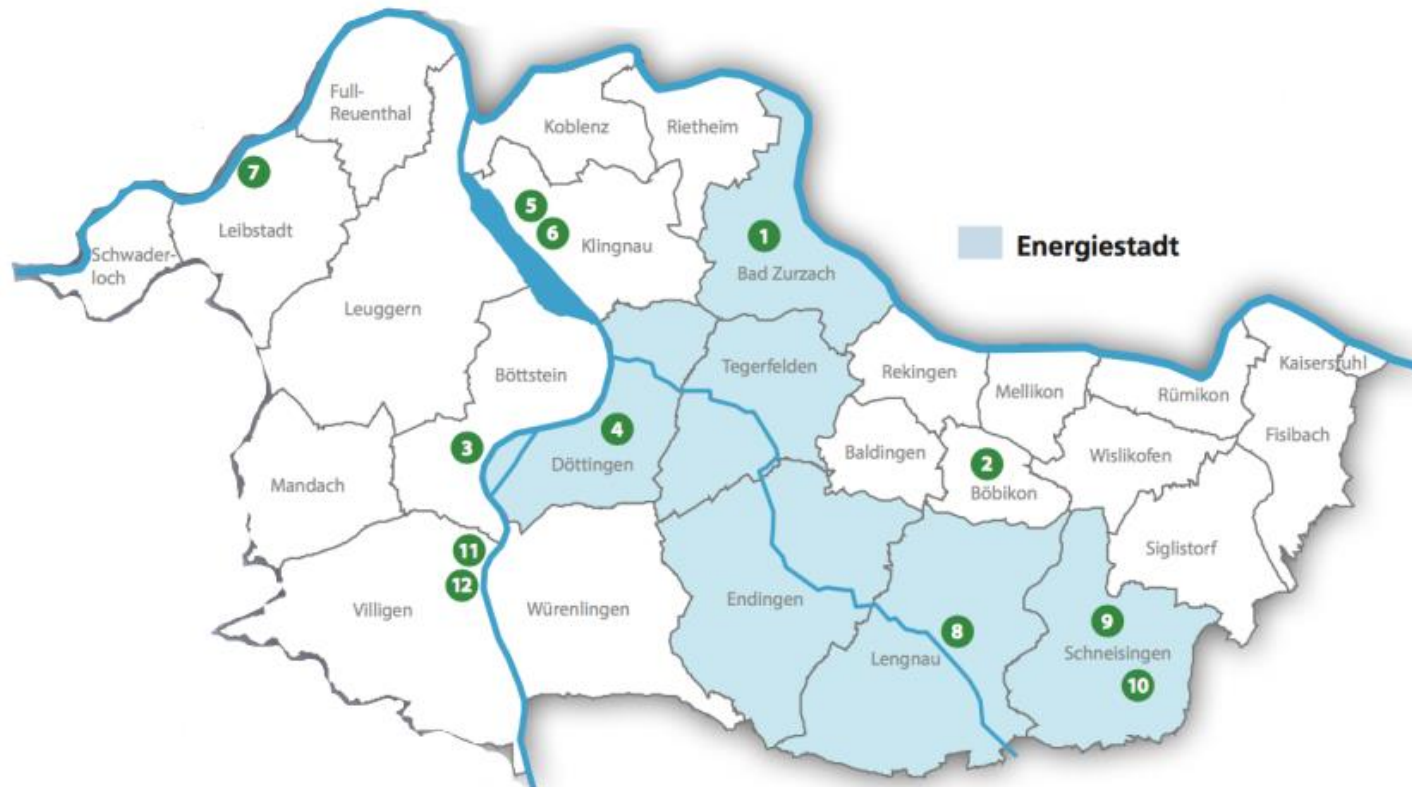 Full-
Reuenthal
Koblenz
Rietheim
7
5
6
Klingnau
1
Bad Zurzach
Energiestadt
Leibstadt
Schwader-
loch
Leuggern
Böttstein
Tegerfelden
Rekingen
Mellikon
Rümikon
Kaiserstuhl
3
4
Döttingen
Baldingen
2
Böbikon
Wislikofen
Fisibach
Mandach
Siglistorf
11
12
Villigen
Würenlingen
Endingen
8
Lengnau
9
Schneisingen
10